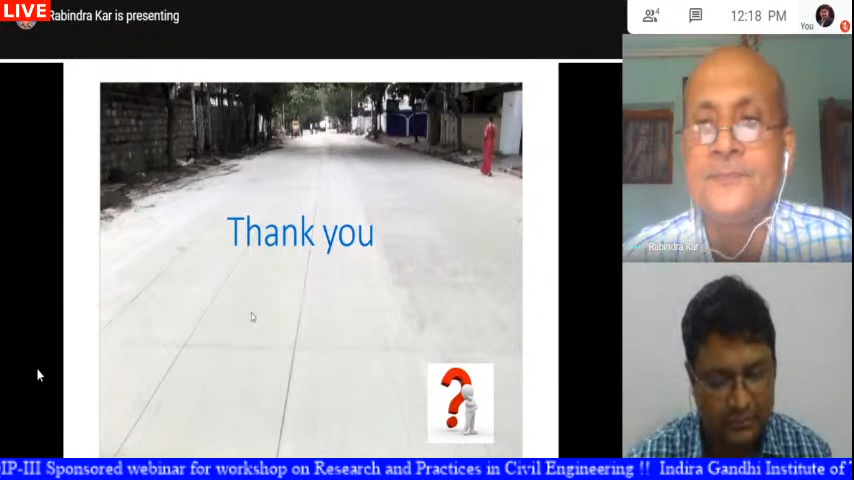 LIVE
Rabindra Kar is presenting
4
12:18 PM
You
Thank you
Rabindra Kar
?
IP-III Sponsored webinar for workshop on Research and Practices in Civil Engineering !! Indira Gandhi Institute of